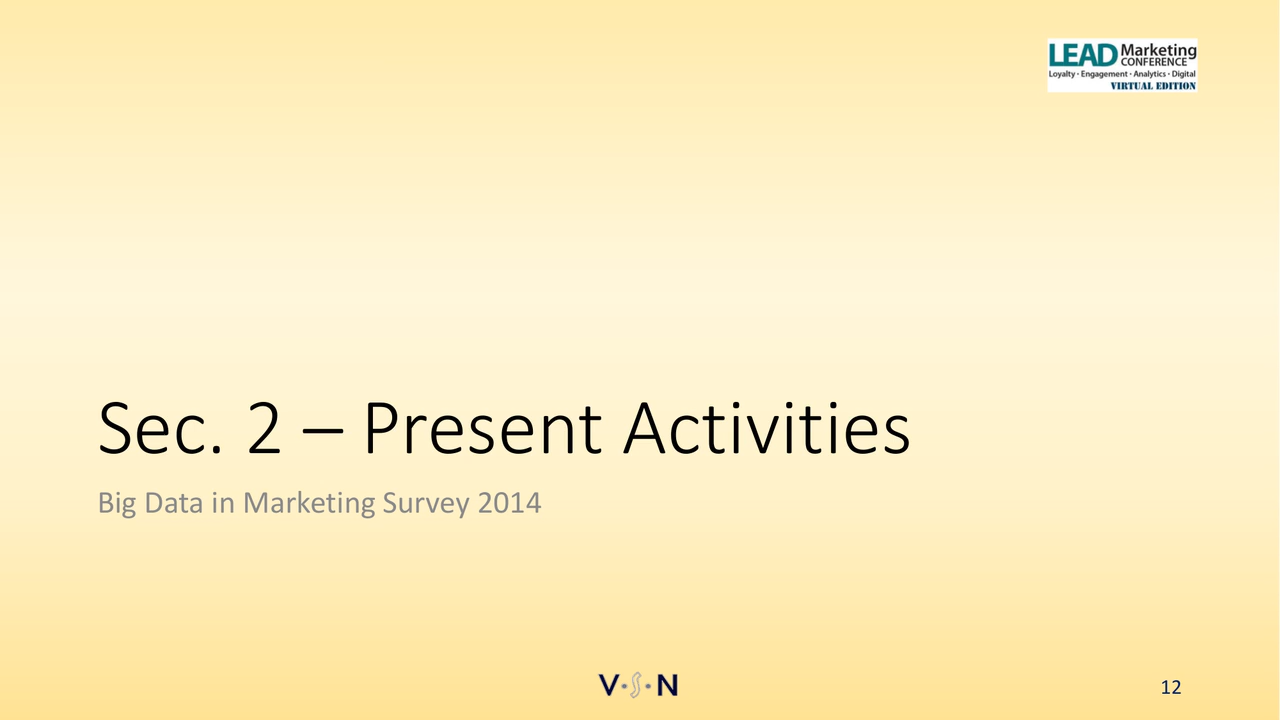 LEAD Marketing
CONFERENCE
Loyalty · Engagement · Analytics · Digital
VIRTUAL EDITION
Sec. 2 – Present Activities
Big Data in Marketing Survey 2014
V·S·N
12